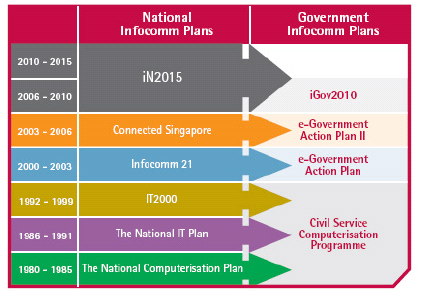 National
Infocomm Plans
Government
Infocomm Plans
2010 – 2015
iN2015
2006 – 2010
iGov2010
2003 – 2006
Connected Singapore
e-Government
Action Plan II
2000 – 2003
Infocomm 21
e-Government
Action Plan
1992 – 1999
IT2000
1986 – 1991
The National IT Plan
Civil Service
Computerisation
Programme
1980 – 1985
The National Computerisation Plan